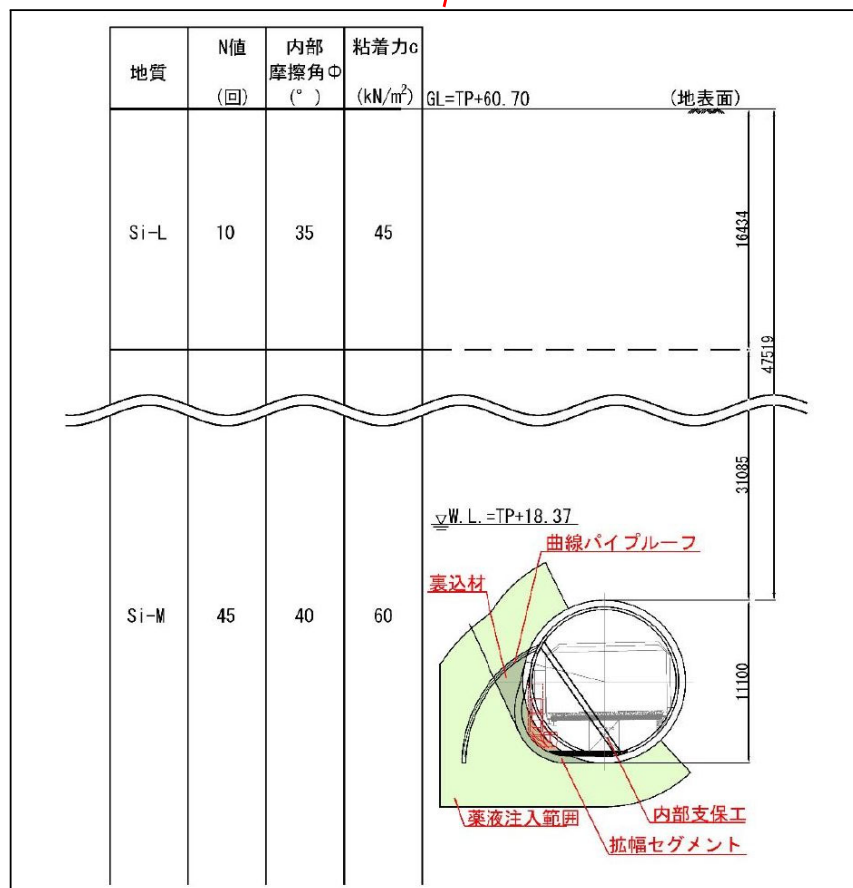 地質
N値
(回)
内部
摩擦角Φ
(°)
粘着力c
(kN/m²)
GL=TP+60.70
(地表面)
Si-L
10
35
45
16434
47519
31085
W.L.=TP+18.37
曲線パイプルーフ
裏込材
Si-M
45
40
60
11100
薬液注入範囲
内部支保工
拡幅セグメント